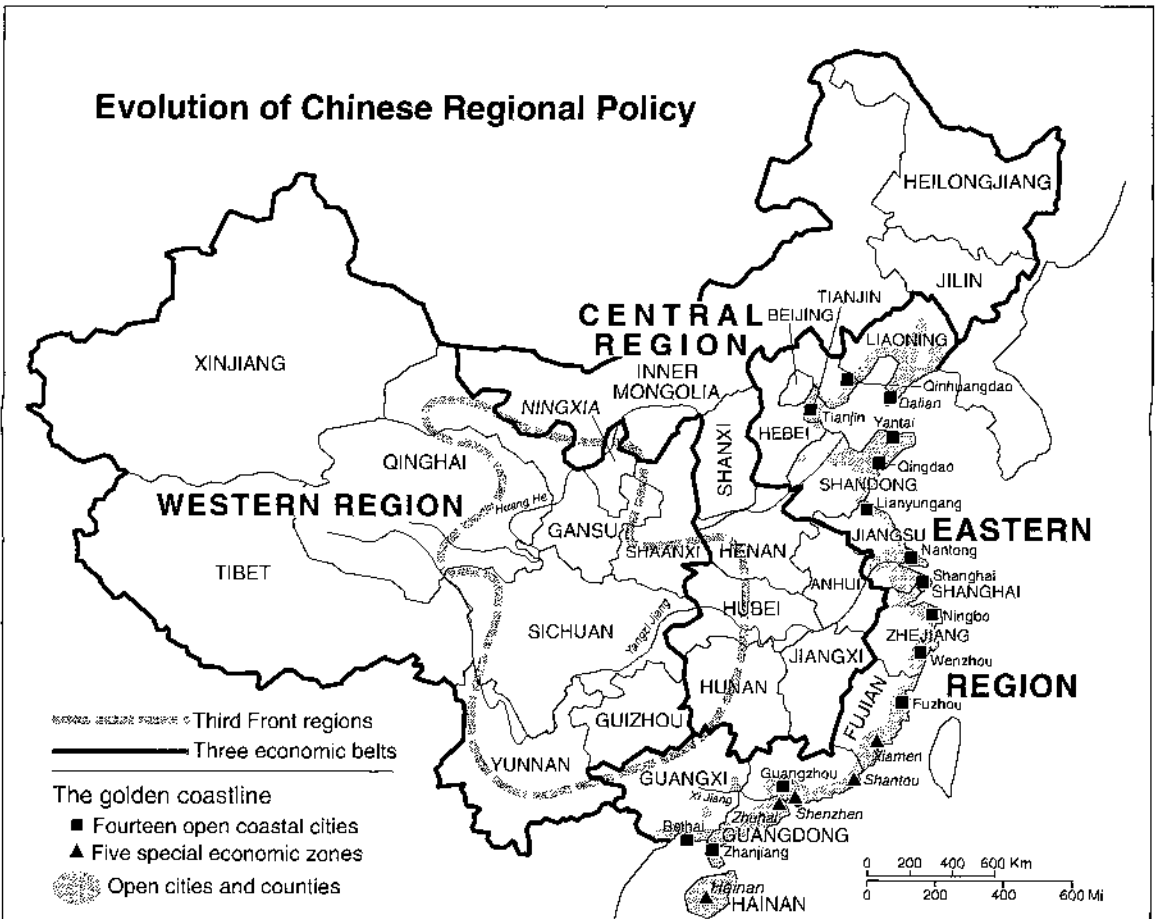 Evolution of Chinese Regional Policy
HEILONGJIANG
JILIN
TIANJIN
BEIJING
CENTRAL
REGION
LIAONING
XINJIANG
INNER
MONGOLIA
Qinhuangdao
NINGXIA
Dalian
Tianjin
Yantai
HEBEI
SHANXI
QINGHAI
Qingdao
SHANDONG
WESTERN REGION
Huang He
Lianyungang
GANSU
JIANGSU
EASTERN
SHAANXI
HENAN
Nantong
TIBET
ANHUI
Shanghai
SHANGHAI
HUBEI
Ningbo
SICHUAN
Yangzi Jiang
ZHEJIANG
JIANGXI
Wenzhou
HUNAN
REGION
FUJIAN
Fuzhou
GUIZHOU
Third Front regions
Three economic belts
Xiamen
YUNNAN
GUANGXI
Guangzhou
Shantou
The golden coastline
Xi Jiang
Zhuhai
Shenzhen
Fourteen open coastal cities
Beihai
GUANGDONG
Five special economic zones
Zhanjiang
Open cities and counties
Hainan
HAINAN
0 200 400 600 Km
0 200 400 600 Mi